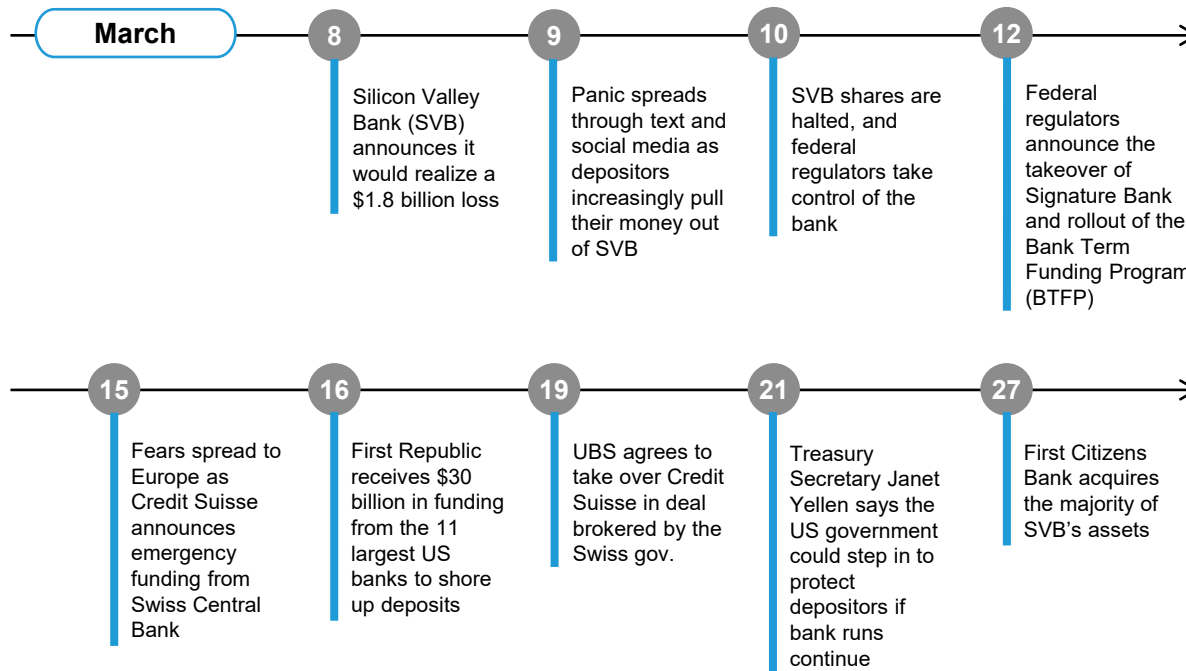 March
8
Silicon Valley
Bank (SVB)
announces it
would realize a
$1.8 billion loss
9
Panic spreads
through text and
social media as
depositors
increasingly pull
their money out
of SVB
10
SVB shares are
halted, and
federal
regulators take
control of the
bank
12
Federal
regulators
announce the
takeover of
Signature Bank
and rollout of the
Bank Term
Funding Program
(BTFP)
15
Fears spread to
Europe as
Credit Suisse
announces
emergency
funding from
Swiss Central
Bank
16
First Republic
receives $30
billion in funding
from the 11
largest US
banks to shore
up deposits
19
UBS agrees to
take over Credit
Suisse in deal
brokered by the
Swiss gov.
21
Treasury
Secretary Janet
Yellen says the
US government
could step in to
protect
depositors if
bank runs
continue
27
First Citizens
Bank acquires
the majority of
SVB's assets